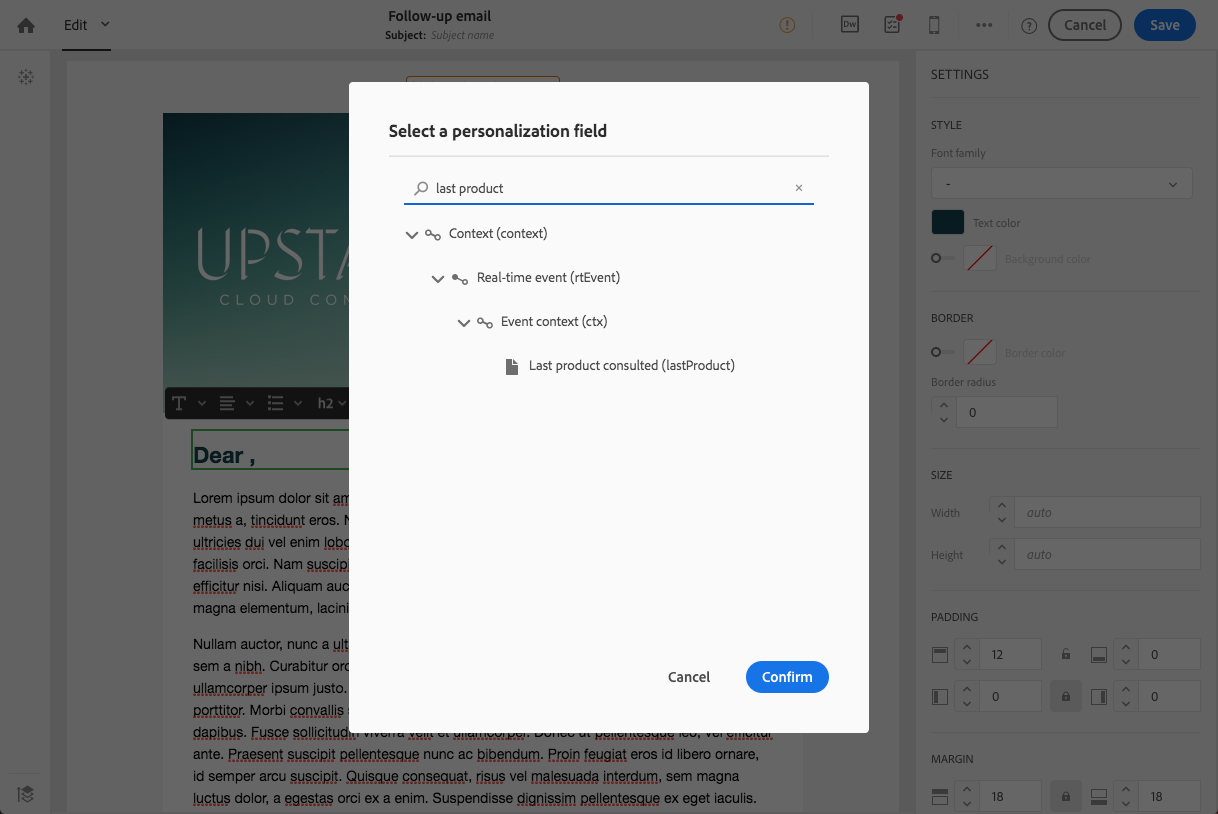 Edit
Follow-up email
Subject: Subject name
Dw
Cancel
Save
UPSTA
CLOUD COM
h2
Dear ,
Lorem ipsum dolor sit am
metus a, tincidunt eros. N
ultricies dui vel enim lobo
facilisis orci. Nam suscip
efficitur nisi. Aliquam auc
magna elementum, lacini
Nullam auctor, nunc a ult
sem a nibh. Curabitur orc
ullamcorper ipsum justo.
porttitor. Morbi convallis
dapibus. Fusce sollicitudin viverra velit et ullamcorper. Donec ut pellentesque leo, vel efficitur
ante. Praesent suscipit pellentesque nunc ac bibendum. Proin feugiat eros id libero ornare,
id semper arcu suscipit. Quisque consequat, risus vel malesuada interdum, sem magna
luctus dolor, a egestas orci ex a enim. Suspendisse dignissim pellentesque ex eget iaculis.
Select a personalization field
last product
Context (context)
Real-time event (rtEvent)
Event context (ctx)
Last product consulted (lastProduct)
Cancel
Confirm
SETTINGS
STYLE
Font family
-
Text color
Background color
BORDER
Border color
Border radius
0
SIZE
Width
auto
Height
auto
PADDING
12
0
0
0
MARGIN
18
18